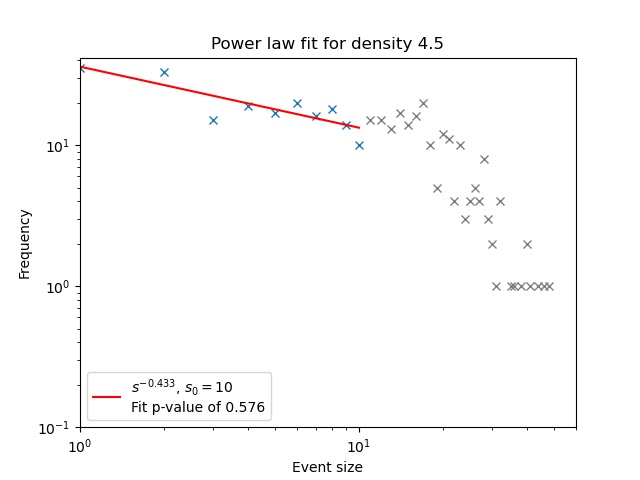 Power law fit for density 4.5
Frequency
10¹
10⁰
10⁻¹
s⁻⁰·⁴³³, s₀ = 10
Fit p-value of 0.576
10⁰
10¹
Event size